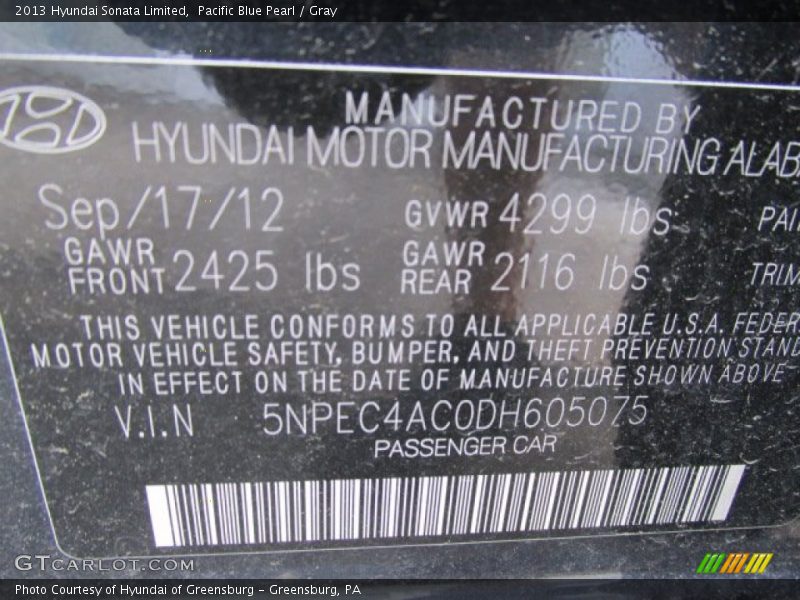 2013 Hyundai Sonata Limited, Pacific Blue Pearl / Gray
MANUFACTURED BY
HYUNDAI MOTOR MANUFACTURING ALAB
Sep/17/12 GVWR 4299 lbs PAI
GAWR FRONT 2425 lbs GAWR REAR 2116 lbs TRIM
THIS VEHICLE CONFORMS TO ALL APPLICABLE U.S.A. FEDER
MOTOR VEHICLE SAFETY, BUMPER, AND THEFT PREVENTION STAND
IN EFFECT ON THE DATE OF MANUFACTURE SHOWN ABOVE
V.I.N 5NPEC4AC0DH605075
PASSENGER CAR
GTCARLOT.COM
Photo Courtesy of Hyundai of Greensburg - Greensburg, PA